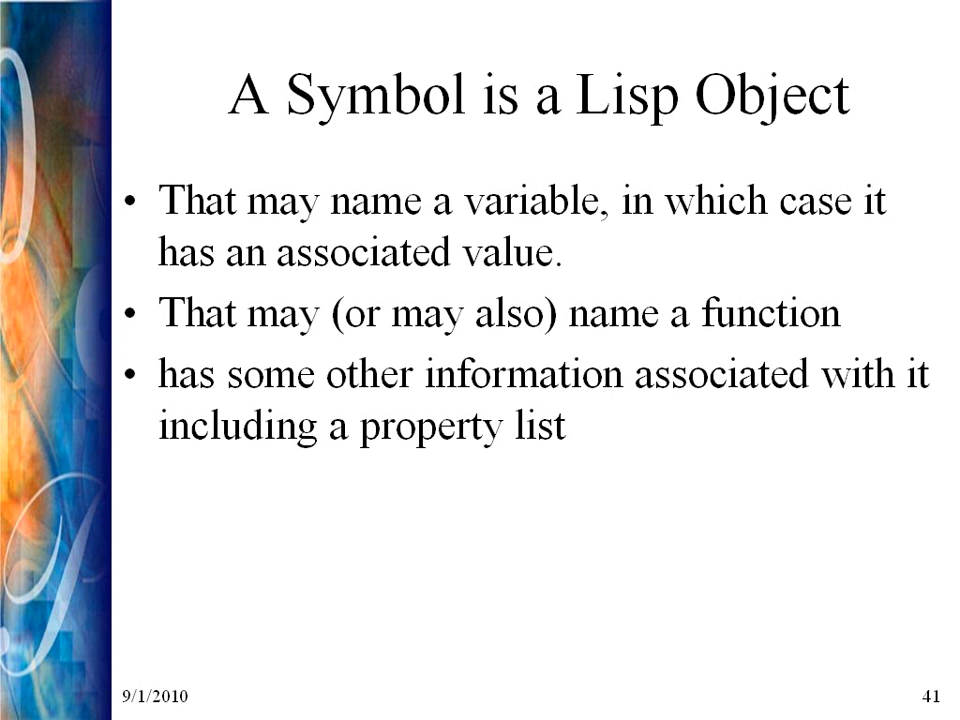 A Symbol is a Lisp Object
• That may name a variable, in which case it
has an associated value.
• That may (or may also) name a function
• has some other information associated with it
including a property list
9/1/2010
41